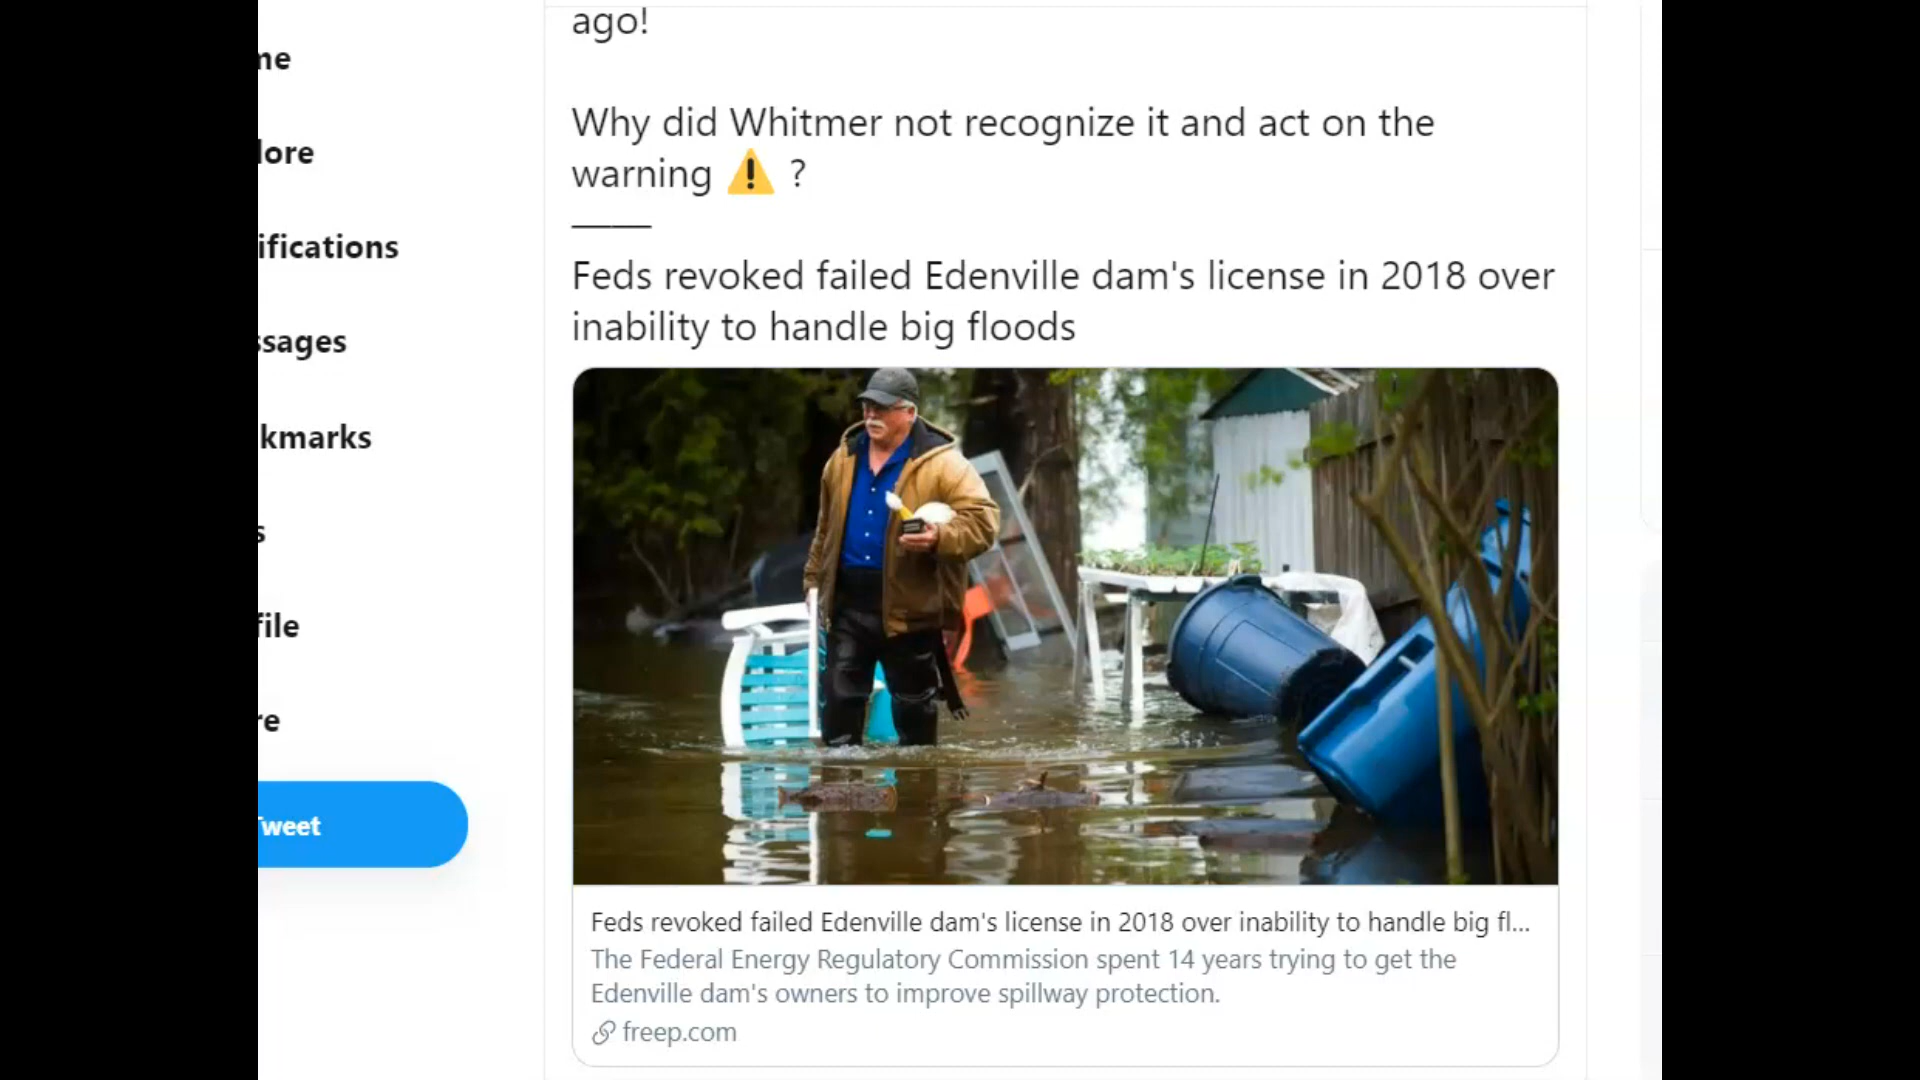 ago!
Why did Whitmer not recognize it and act on the
warning ⚠️ ?
Feds revoked failed Edenville dam's license in 2018 over
inability to handle big floods
Feds revoked failed Edenville dam's license in 2018 over inability to handle big fl...
The Federal Energy Regulatory Commission spent 14 years trying to get the
Edenville dam's owners to improve spillway protection.
freep.com
me
lore
ifications
ssages
kmarks
s
file
re
Tweet